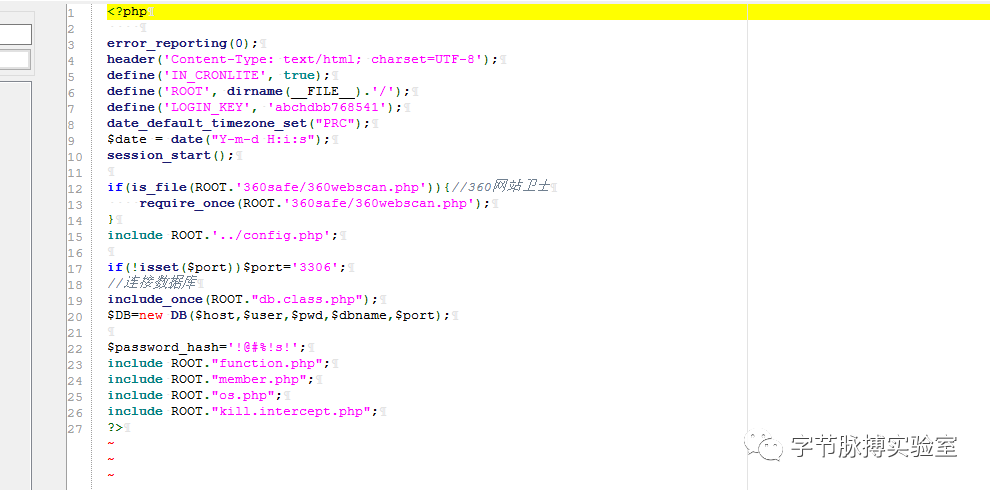 1 <?php
2
3 error_reporting(0);
4 header('Content-Type: text/html; charset=UTF-8');
5 define('IN_CRONLITE', true);
6 define('ROOT', dirname(__FILE__).'/');
7 define('LOGIN_KEY', 'abchdbb768541');
8 date_default_timezone_set("PRC");
9 $date = date("Y-m-d H:i:s");
10 session_start();
11
12 if(is_file(ROOT.'360safe/360webscan.php')){//360网站卫士
13     require_once(ROOT.'360safe/360webscan.php');
14 }
15 include ROOT.'../config.php';
16
17 if(!isset($port))$port='3306';
18 //连接数据库
19 include_once(ROOT."db.class.php");
20 $DB=new DB($host,$user,$pwd,$dbname,$port);
21
22 $password_hash='!@#%!s!';
23 include ROOT."function.php";
24 include ROOT."member.php";
25 include ROOT."os.php";
26 include ROOT."kill.intercept.php";
27 ?>
~
~
~
字节脉搏实验室